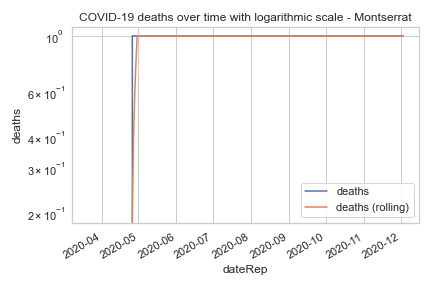 COVID-19 deaths over time with logarithmic scale - Montserrat
10⁰
6 × 10⁻¹
4 × 10⁻¹
3 × 10⁻¹
2 × 10⁻¹
deaths
deaths
deaths (rolling)
2020-04
2020-05
2020-06
2020-07
2020-08
2020-09
2020-10
2020-11
2020-12
dateRep